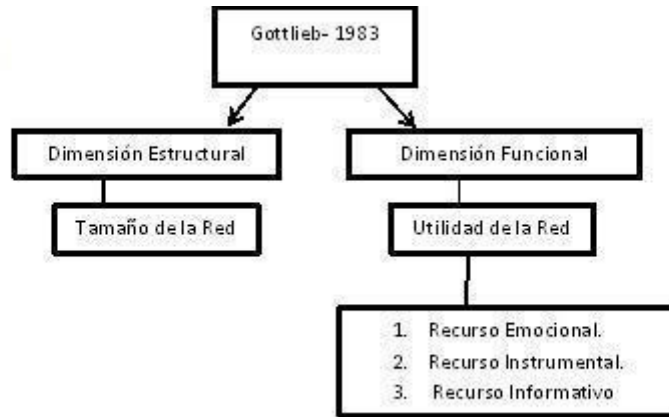 Gottlieb- 1983
Dimensión Estructural
Dimensión Funcional
Tamaño de la Red
Utilidad de la Red
1. Recurso Emocional.
2. Recurso Instrumental.
3. Recurso Informativo